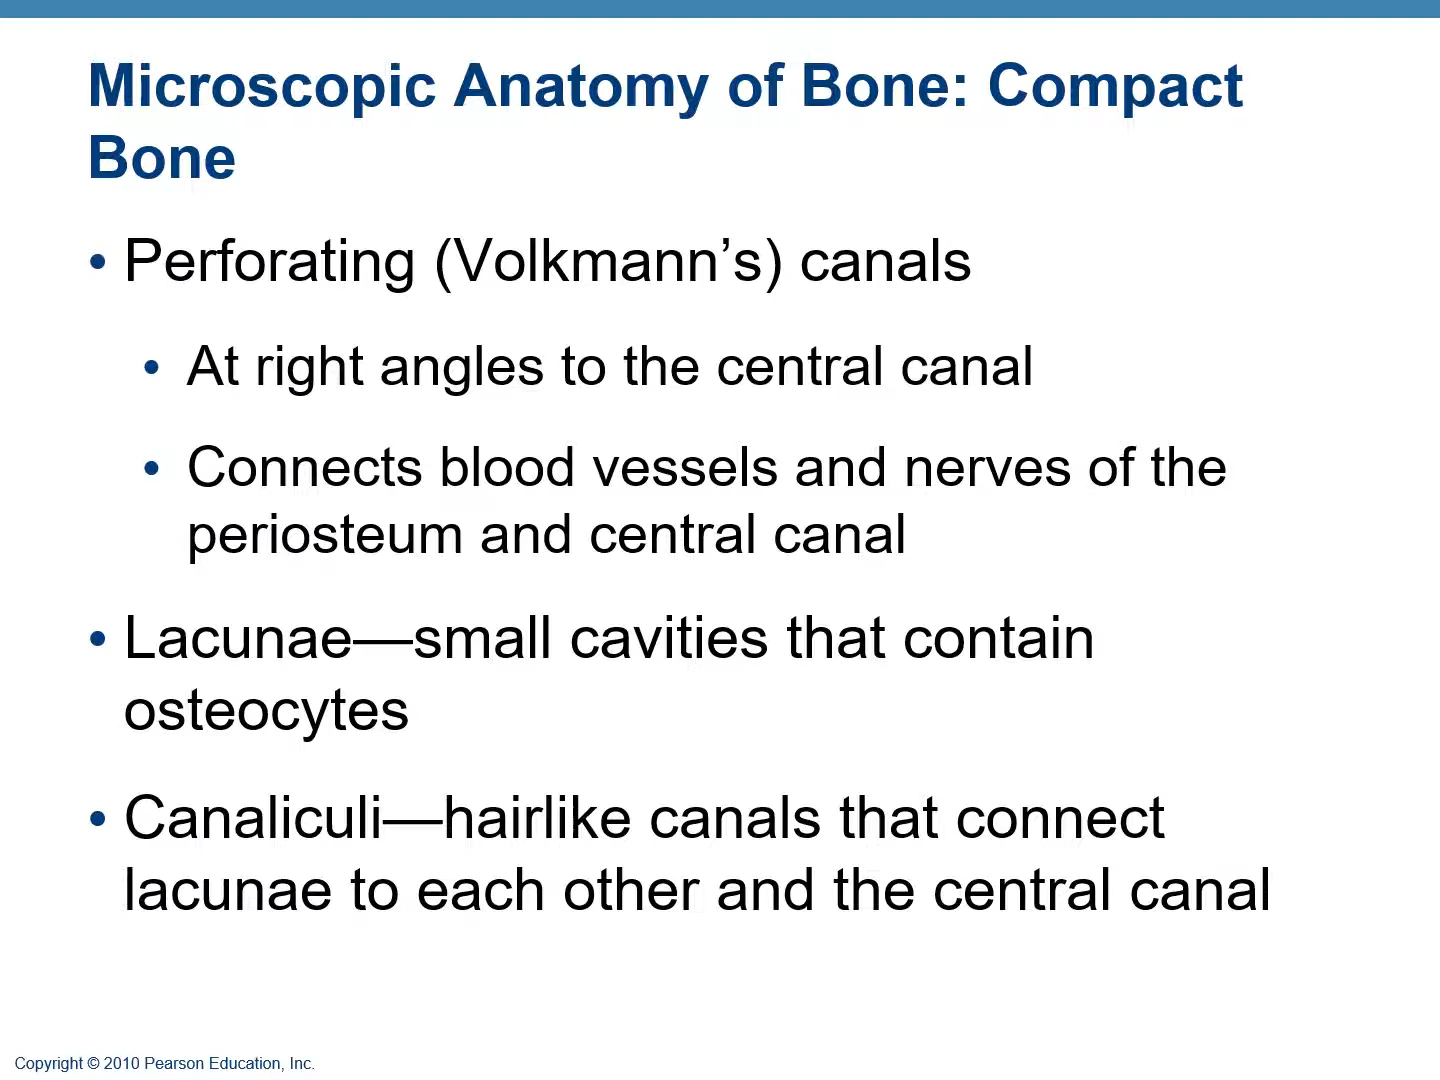 Microscopic Anatomy of Bone: Compact
Bone
• Perforating (Volkmann’s) canals
• At right angles to the central canal
• Connects blood vessels and nerves of the
periosteum and central canal
• Lacunae—small cavities that contain
osteocytes
• Canaliculi—hairlike canals that connect
lacunae to each other and the central canal
Copyright © 2010 Pearson Education, Inc.